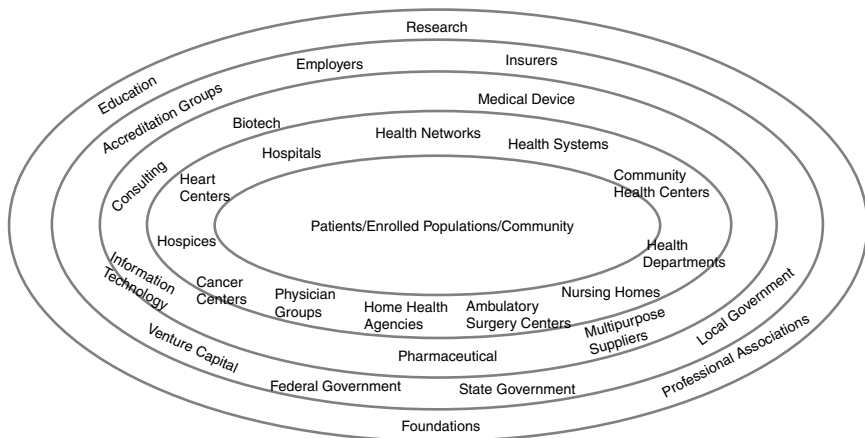 Research
Employers
Insurers
Education
Accreditation Groups
Medical Device
Biotech
Health Networks
Health Systems
Hospitals
Consulting
Heart
Centers
Community
Health Centers
Patients/Enrolled Populations/Community
Hospices
Health
Departments
Information
Technology
Cancer
Centers
Physician
Groups
Home Health
Agencies
Ambulatory
Surgery Centers
Nursing Homes
Multipurpose
Suppliers
Local Government
Venture Capital
Pharmaceutical
Professional Associations
Federal Government
State Government
Foundations